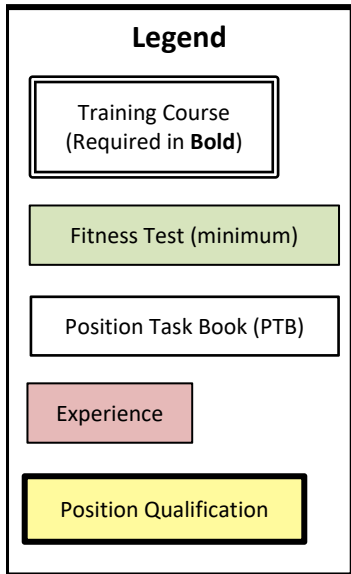 Legend
Training Course
(Required in Bold)
Fitness Test (minimum)
Position Task Book (PTB)
Experience
Position Qualification